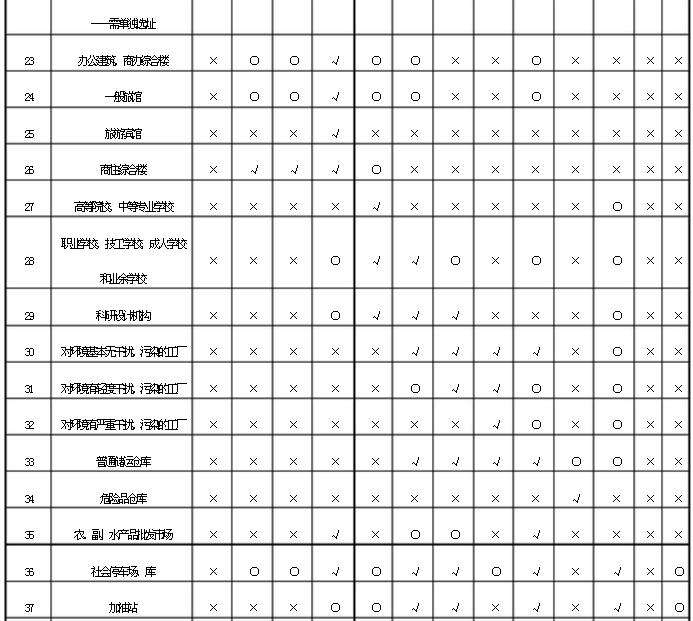 ——需单独选址
23 办公建筑、商办综合楼 × ○ ○ √ ○ ○ × × ○ × × × ×
24 一般旅馆 × ○ ○ √ ○ ○ × × ○ × × × ×
25 旅游宾馆 × × × √ × × × × × × × × ×
26 商住综合楼 × √ √ √ ○ × × × × × × × ×
27 高等院校、中等专业学校 × × × × √ × × × × × ○ × ×
28 职业学校、技工学校、成人学校 × × × ○ √ √ ○ × ○ × ○ × ×
和业余学校
29 科研设计机构 × × × ○ √ √ √ × × × ○ × ×
30 对环境基本无干扰、污染的工厂 × × × × × √ √ √ √ × ○ × ×
31 对环境有轻度干扰、污染的工厂 × × × × × ○ √ √ ○ × ○ × ×
32 对环境有严重干扰、污染的工厂 × × × × × × × √ ○ × ○ × ×
33 普通储运仓库 × × × × × √ √ √ √ ○ ○ × ×
34 危险品仓库 × × × × × × × × × √ × × ×
35 农、副、水产品批发市场 × × × √ × ○ ○ × √ × × × ×
36 社会停车场、库 × ○ ○ √ ○ √ √ ○ √ × √ × ○
37 加油站 × × × ○ ○ √ √ × √ × √ × ○